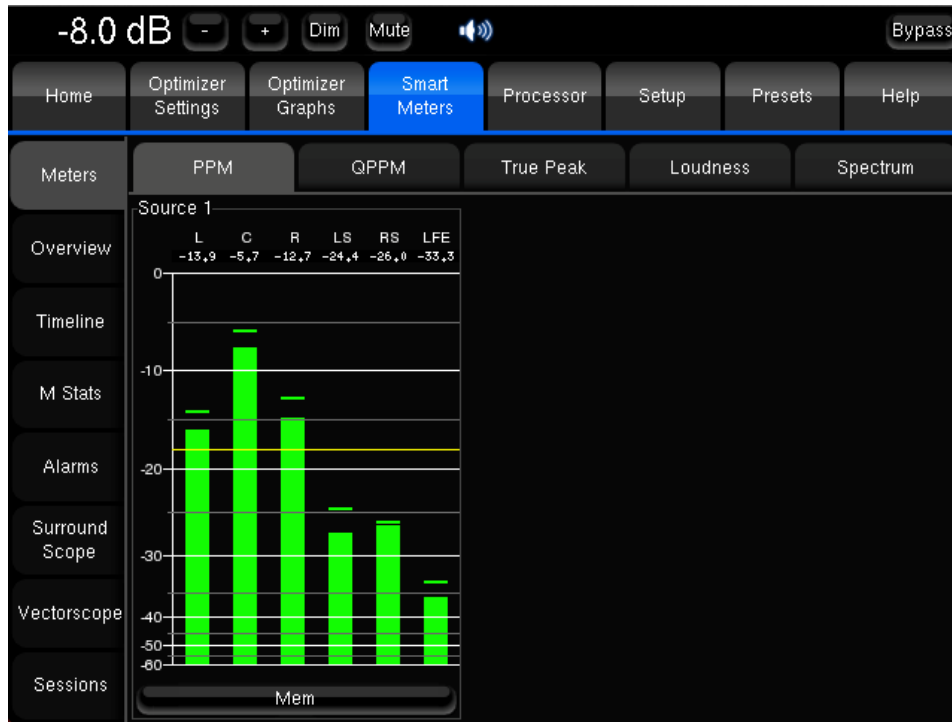 -8.0 dB - + Dim Mute Bypass
Home Optimizer Settings Optimizer Graphs Smart Meters Processor Setup Presets Help
Meters PPM QPPM True Peak Loudness Spectrum
Source 1
L C R LS RS LFE
-13.9 -5.7 -12.7 -24.4 -26.0 -33.3
0
-10
-20
-30
-40
-50
-60
Overview
Timeline
M Stats
Alarms
Surround
Scope
Vectorscope
Sessions
Mem